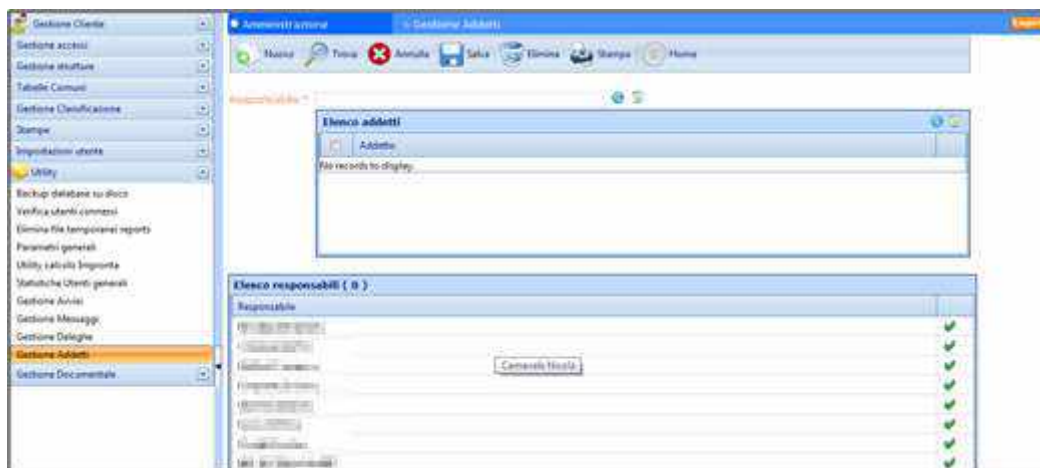 Gestione Cliente
Gestione accessi
Gestione strutture
Tabelle Comuni
Gestione Classificazione
Stampe
Impostazioni utente
Utility
Backup database su disco
Verifica utenti connessi
Elimina file temporanei reports
Parametri generali
Utility calcolo Impronta
Statistiche Utenti generali
Gestione Avvisi
Gestione Messaggi
Gestione Deleghe
Gestione Addetti
Gestione Documentale
Amministrazione > Gestione Addetti
Nuovo Trova Annulla Salva Elimina Stampa Home
Responsabile *
Elenco addetti
Addetto
No records to display.
Elenco responsabili ( 0 )
Responsabile